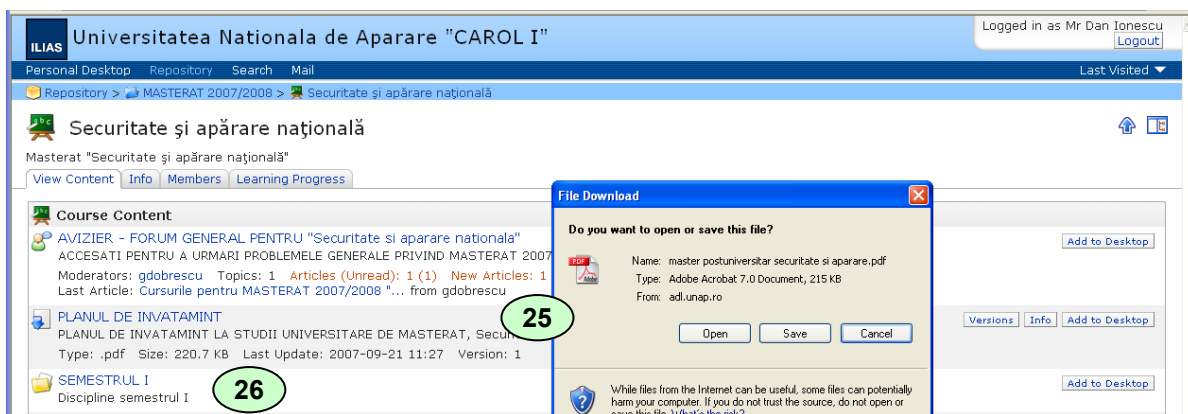 ILIAS Universitatea Nationala de Aparare "CAROL I"
Logged in as Mr Dan Ionescu
Logout
Personal Desktop Repository Search Mail Last Visited
Repository > MASTERAT 2007/2008 > Securitate şi apărare naţională
Securitate şi apărare naţională
Masterat "Securitate şi apărare naţională"
View Content Info Members Learning Progress
Course Content
AVIZIER - FORUM GENERAL PENTRU "Securitate si aparare nationala"
Add to Desktop
ACCESATI PENTRU A URMARI PROBLEMELE GENERALE PRIVIND MASTERAT 2007
Moderators: gdobrescu Topics: 1 Articles (Unread): 1 (1) New Articles: 1
Last Article: Cursurile pentru MASTERAT 2007/2008 "... from gdobrescu
PLANUL DE INVATAMINT
Versions Info Add to Desktop
PLANUL DE INVATAMINT LA STUDII UNIVERSITARE DE MASTERAT,
Type: .pdf Size: 220.7 KB Last Update: 2007-09-21 11:27 Version: 1
SEMESTRUL I
Add to Desktop
Discipline semestrul I
25
26
File Download
Do you want to open or save this file?
PDF
Adobe
Name: master postuniversitar securitate si aparare.pdf
Type: Adobe Acrobat 7.0 Document, 215 KB
From: adl.unap.ro
Open Save Cancel
While files from the Internet can be useful, some files can potentially
harm your computer. If you do not trust the source, do not open or
save this file. What's the risk?